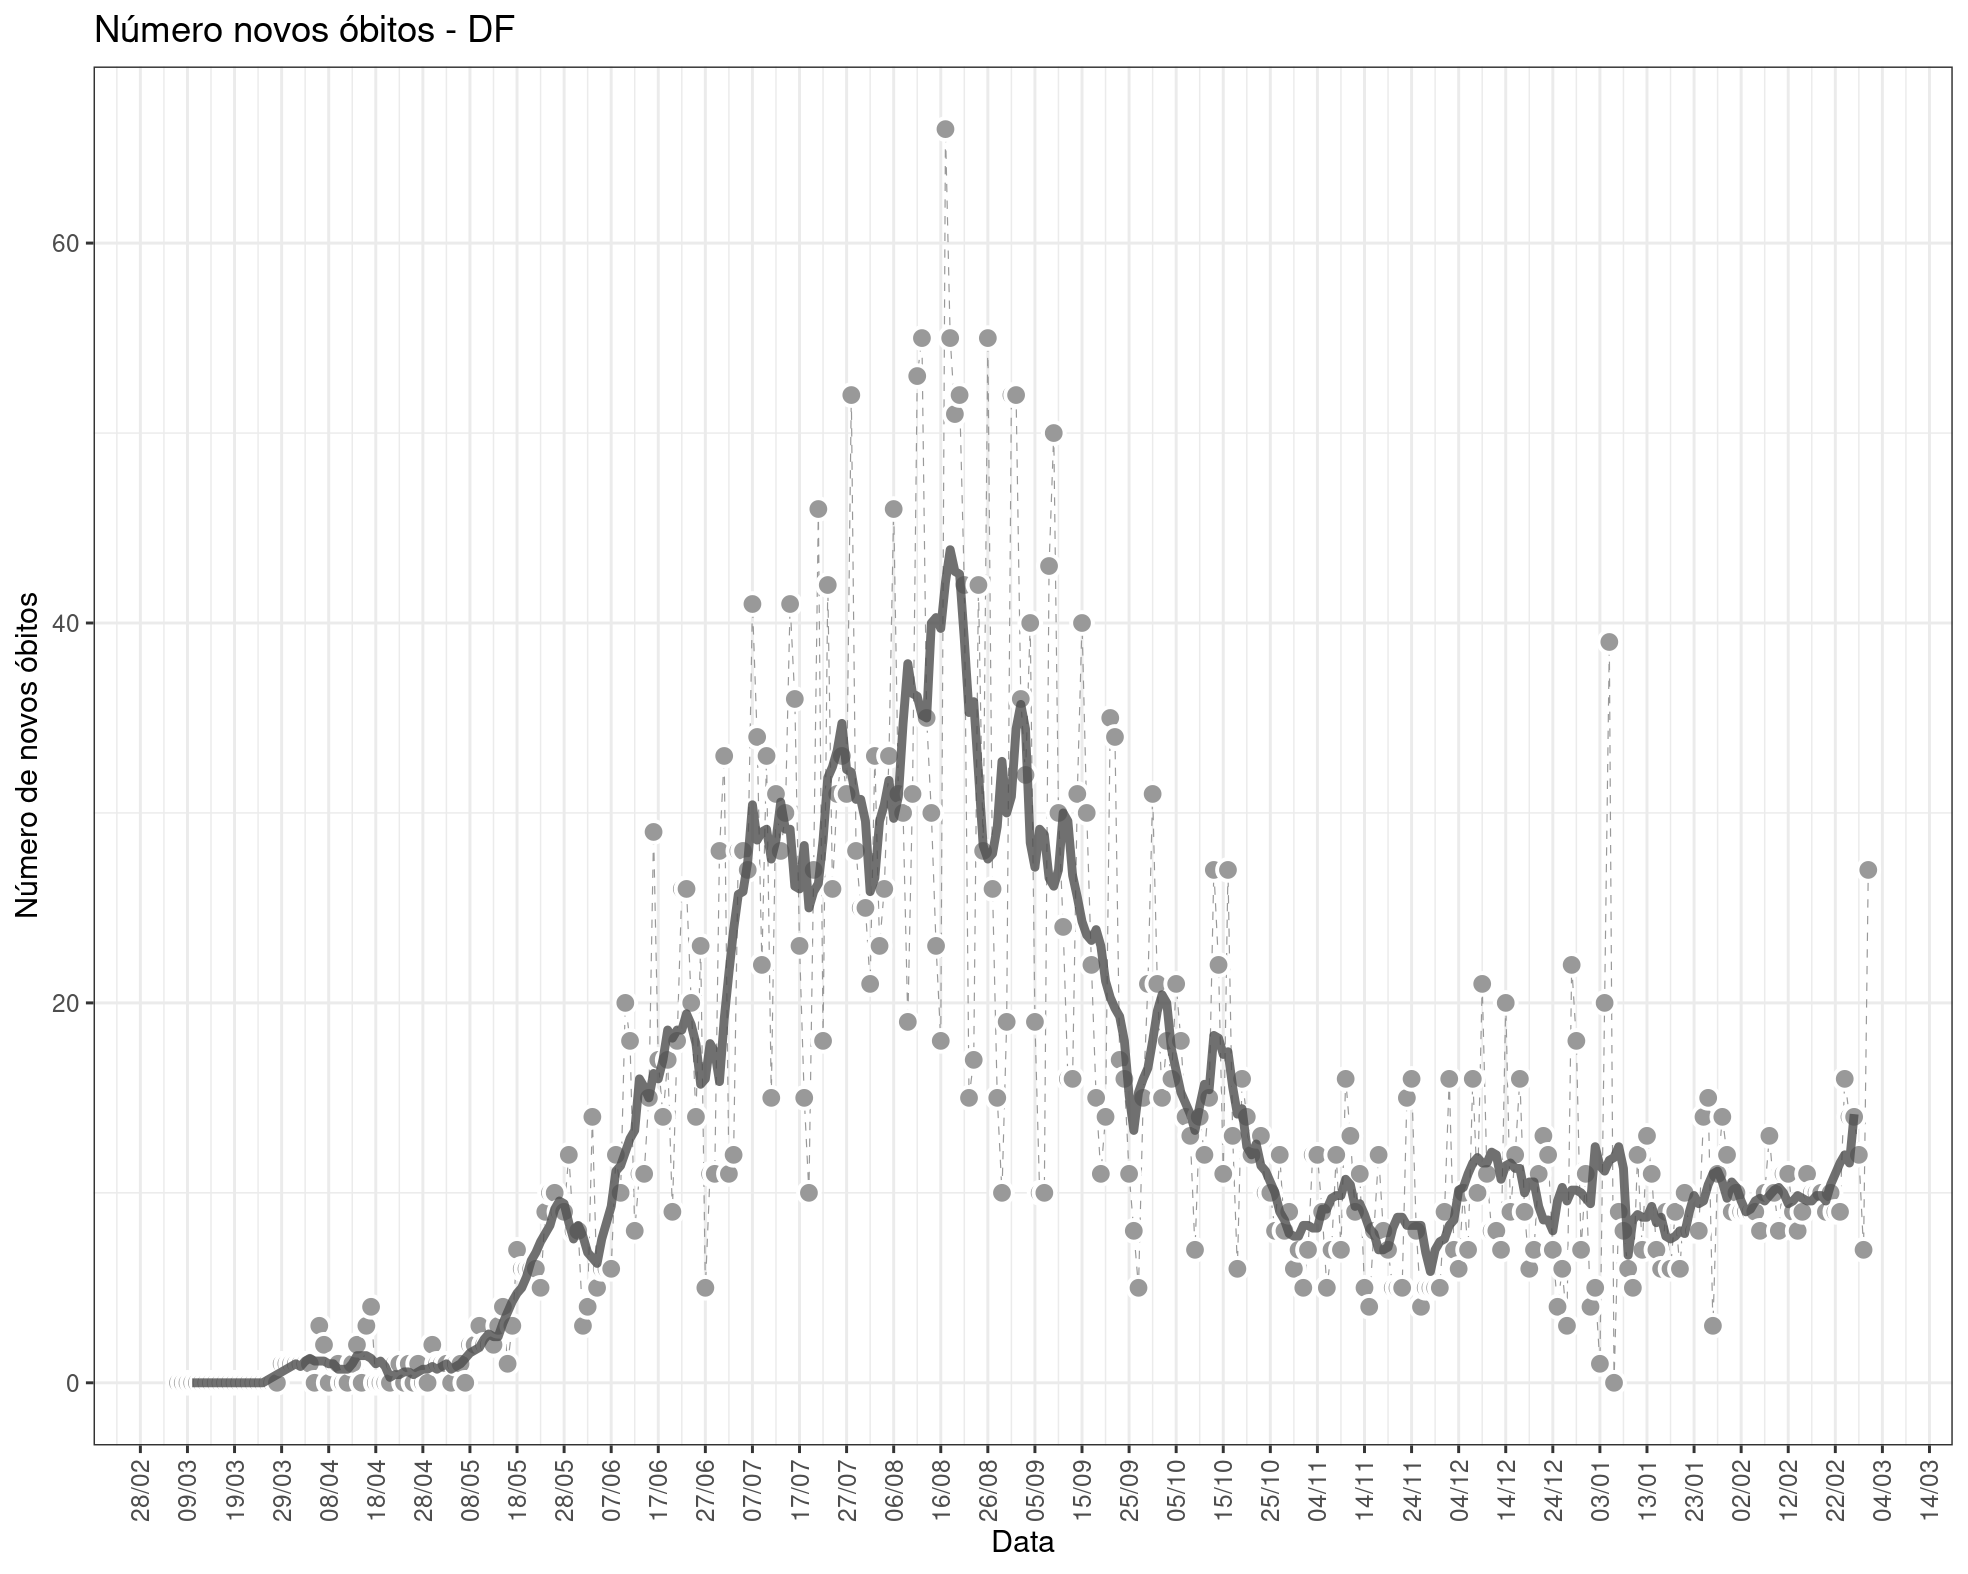 Número novos óbitos - DF
Número de novos óbitos
60
40
20
0
28/02 09/03 19/03 29/03 08/04 18/04 28/04 08/05 18/05 28/05 07/06 17/06 27/06 07/07 17/07 27/07 06/08 16/08 26/08 05/09 15/09 25/09 05/10 15/10 25/10 04/11 14/11 24/11 04/12 14/12 24/12 03/01 13/01 23/01 02/02 12/02 22/02 04/03 14/03
Data